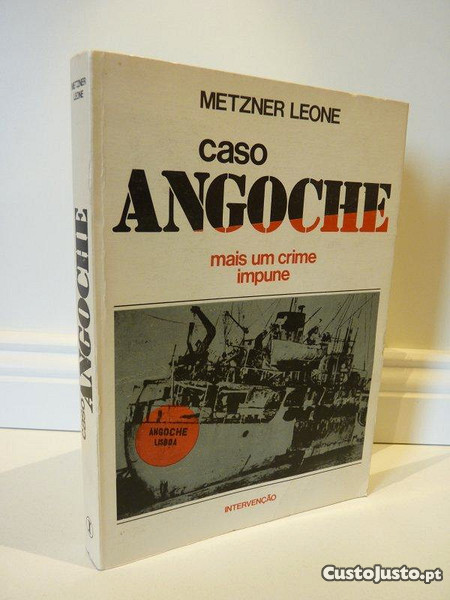 METZNER LEONE
caso
ANGOCHE
mais um crime
impune
ANGOCHE
LISBOA
INTERVENÇÃO
METZNER
LEONE
caso ANGOCHE
CustoJusto.pt